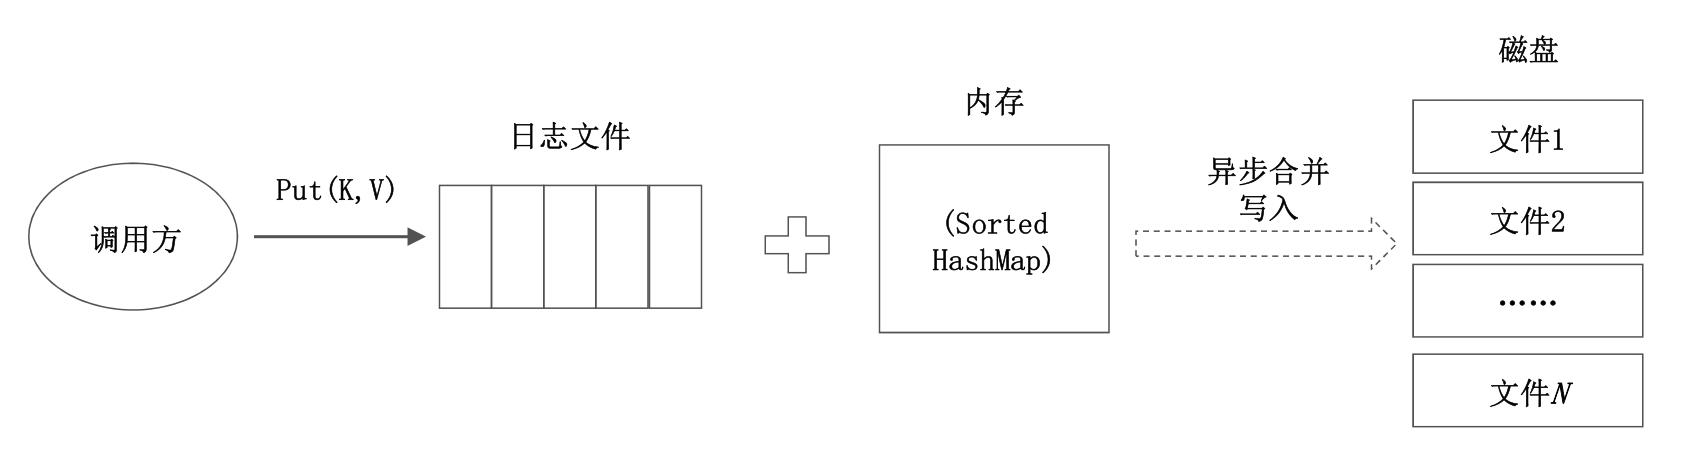 调用方
Put(K,V)
日志文件
内存
(Sorted
HashMap)
异步合并
写入
磁盘
文件1
文件2
……
文件N